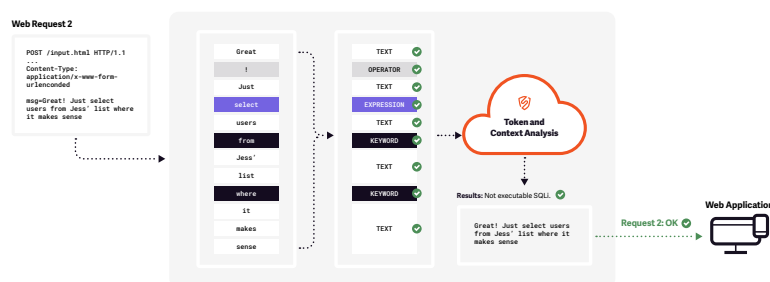 Web Request 2
POST /input.html HTTP/1.1
...
Content-Type:
application/x-www-form-
urlenconded
msg=Great! Just select
users from Jess' list where
it makes sense
Great
!
Just
select
users
from
Jess'
list
where
it
makes
sense
TEXT
OPERATOR
TEXT
EXPRESSION
TEXT
KEYWORD
TEXT
KEYWORD
TEXT
Token and
Context Analysis
Results: Not executable SQLi.
Great! Just select users
from Jess' list where it
makes sense
Request 2: OK
Web Application